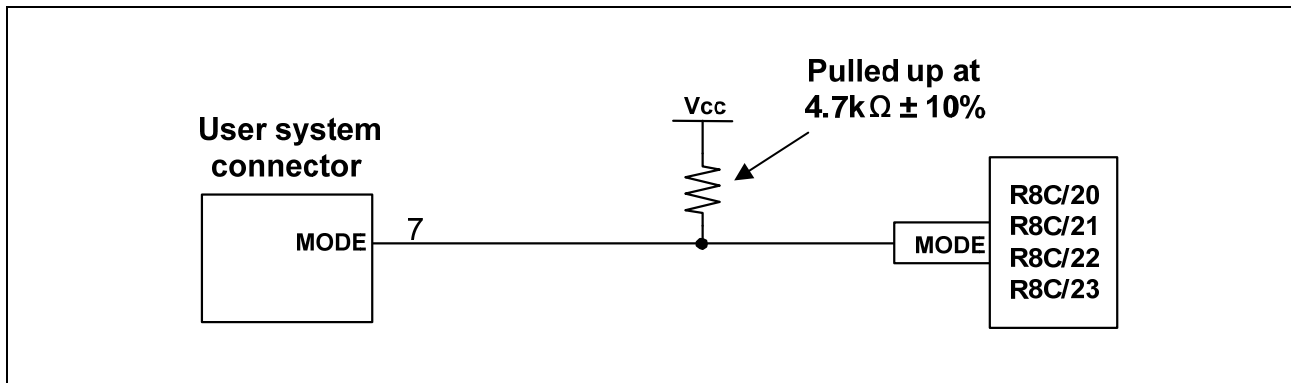 Pulled up at
4.7kΩ ± 10%
Vcc
User system
connector
MODE
7
MODE
R8C/20
R8C/21
R8C/22
R8C/23